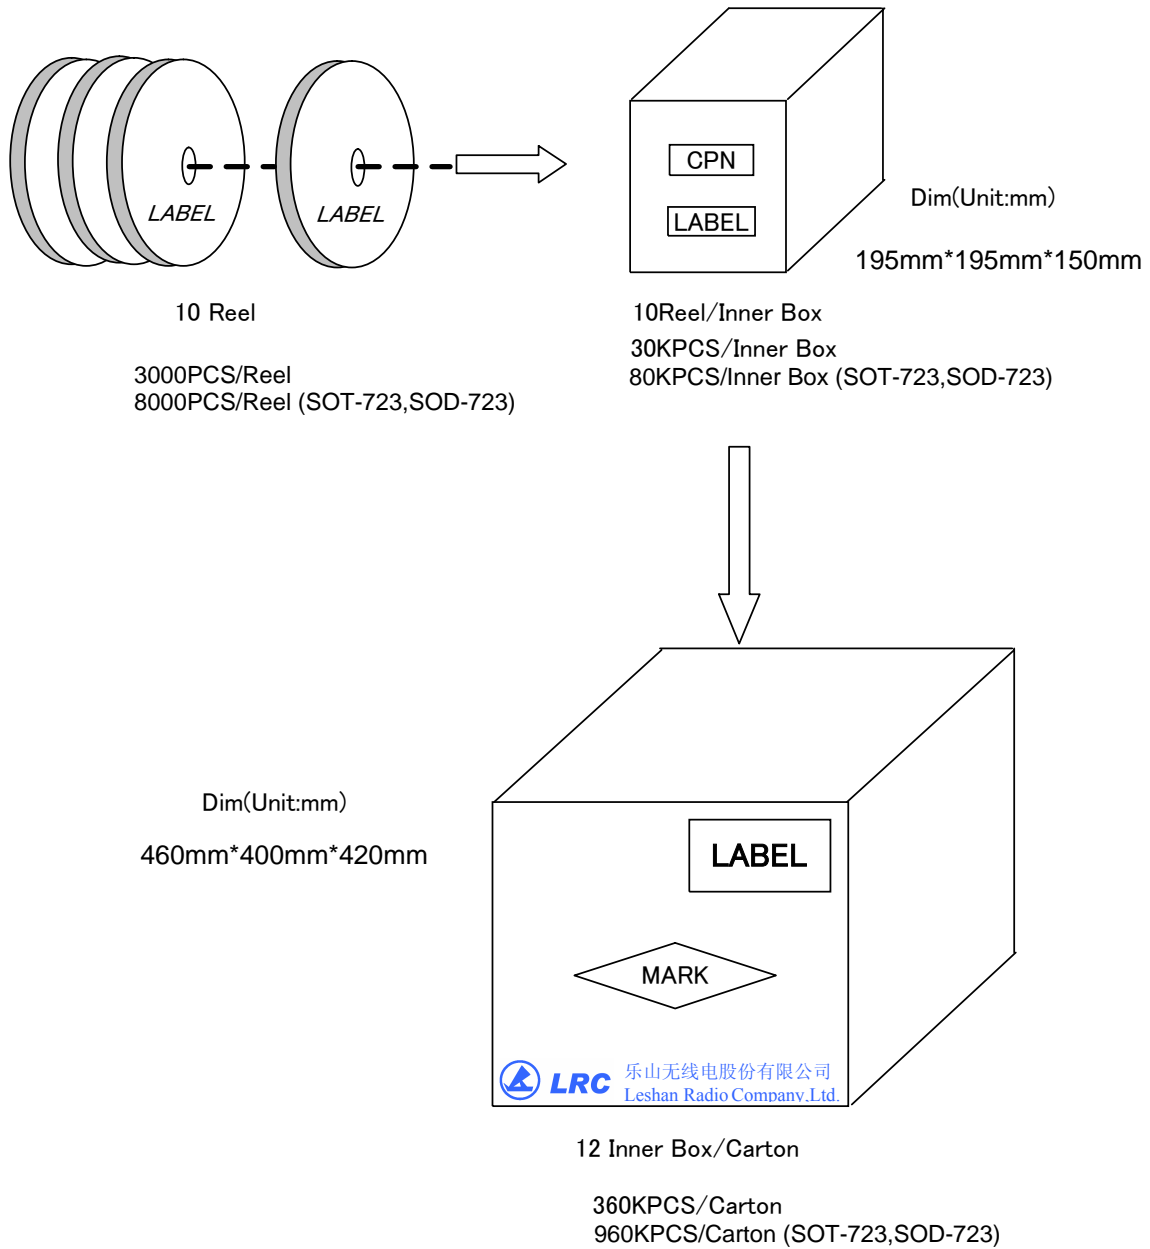 LABEL
LABEL
10 Reel
3000PCS/Reel
8000PCS/Reel (SOT-723,SOD-723)
CPN
LABEL
Dim(Unit:mm)
195mm*195mm*150mm
10Reel/Inner Box
30KPCS/Inner Box
80KPCS/Inner Box (SOT-723,SOD-723)
Dim(Unit:mm)
460mm*400mm*420mm
LABEL
MARK
LRC
乐山无线电股份有限公司
Leshan Radio Company,Ltd.
12 Inner Box/Carton
360KPCS/Carton
960KPCS/Carton (SOT-723,SOD-723)